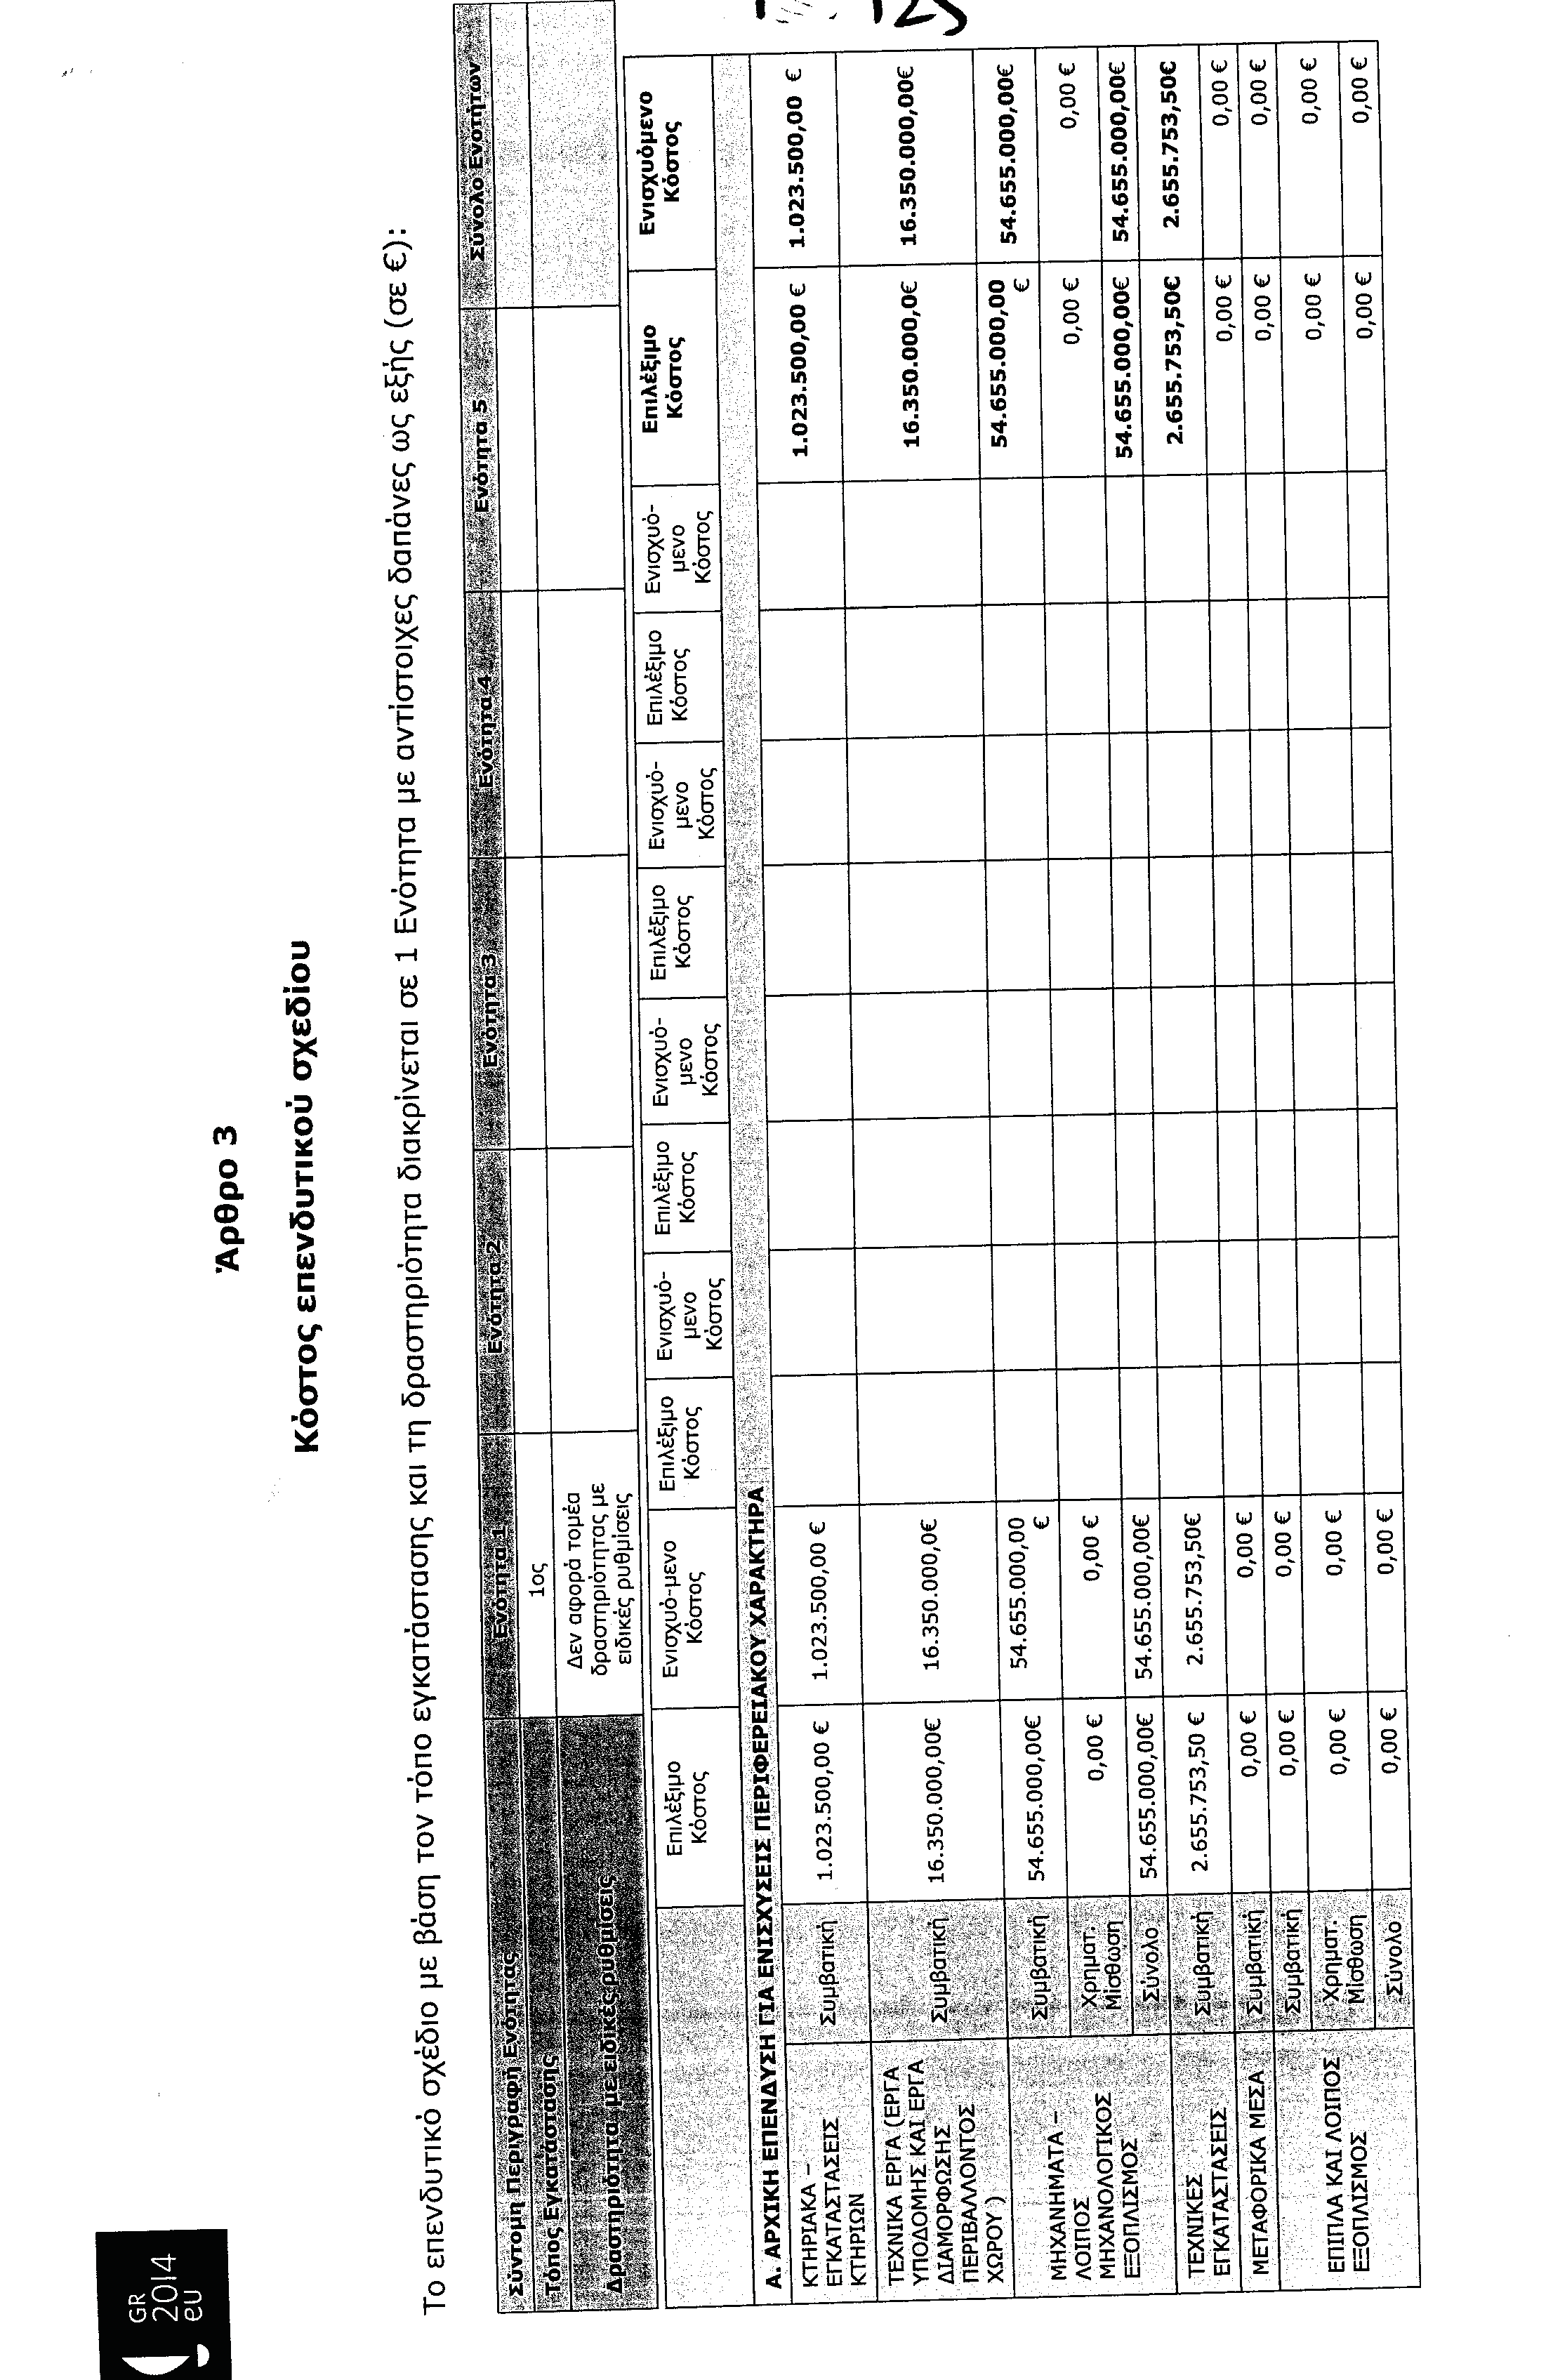 GR
2014
eu
Άρθρο 3
Κόστος επενδυτικού σχεδίου
Το επενδυτικό σχέδιο με βάση τον τόπο εγκατάστασης και τη δραστηριότητα διακρίνεται σε 1 Ενότητα με αντίστοιχες δαπάνες ως εξής (σε €):
Σύντομη Περιγραφή Ενότητας Ενότητα 1 Ενότητα 2 Ενότητα 3 Ενότητα 4 Ενότητα 5 Σύνολο Ενοτήτων
Τόπος Εγκατάστασης 1ος
Δραστηριότητα με ειδικές ρυθμίσεις Δεν αφορά τομέα
δραστηριότητας με
ειδικές ρυθμίσεις
Επιλέξιμο Ενισχυό-μενο Επιλέξιμο Ενισχυό- Επιλέξιμο Ενισχυό- Επιλέξιμο Ενισχυό- Επιλέξιμο Ενισχυό- Επιλέξιμο Ενισχυόμενο
Κόστος Κόστος Κόστος μενο Κόστος μενο Κόστος μενο Κόστος μενο Κόστος Κόστος
Κόστος Κόστος Κόστος Κόστος
Α. ΑΡΧΙΚΗ ΕΠΕΝΔΥΣΗ ΓΙΑ ΕΝΙΣΧΥΣΕΙΣ ΠΕΡΙΦΕΡΕΙΑΚΟΥ ΧΑΡΑΚΤΗΡΑ
ΚΤΗΡΙΑΚΑ –
ΕΓΚΑΤΑΣΤΑΣΕΙΣ
ΚΤΗΡΙΩΝ
Συμβατική 1.023.500,00 € 1.023.500,00 € 1.023.500,00 € 1.023.500,00 €
ΤΕΧΝΙΚΑ ΕΡΓΑ (ΕΡΓΑ
ΥΠΟΔΟΜΗΣ ΚΑΙ ΕΡΓΑ
ΔΙΑΜΟΡΦΩΣΗΣ
ΠΕΡΙΒΑΛΛΟΝΤΟΣ
ΧΩΡΟΥ )
Συμβατική 16.350.000,00€ 16.350.000,0€ 16.350.000,0€ 16.350.000,00€
ΜΗΧΑΝΗΜΑΤΑ –
ΛΟΙΠΟΣ
ΜΗΧΑΝΟΛΟΓΙΚΟΣ
ΕΞΟΠΛΙΣΜΟΣ
Συμβατική 54.655.000,00€ 54.655.000,00 € 54.655.000,00 € 54.655.000,00€
Χρηματ. Μίσθωση 0,00 € 0,00 € 0,00 € 0,00 €
Σύνολο 54.655.000,00€ 54.655.000,00€ 54.655.000,00€ 54.655.000,00€
ΤΕΧΝΙΚΕΣ
ΕΓΚΑΤΑΣΤΑΣΕΙΣ
Συμβατική 2.655.753,50 € 2.655.753,50€ 2.655.753,50€ 2.655.753,50€
ΜΕΤΑΦΟΡΙΚΑ ΜΕΣΑ Συμβατική 0,00 € 0,00 € 0,00 € 0,00 €
ΕΠΙΠΛΑ ΚΑΙ ΛΟΙΠΟΣ
ΕΞΟΠΛΙΣΜΟΣ
Συμβατική 0,00 € 0,00 € 0,00 € 0,00 €
Χρηματ. Μίσθωση 0,00 € 0,00 € 0,00 € 0,00 €
Σύνολο 0,00 € 0,00 € 0,00 € 0,00 €